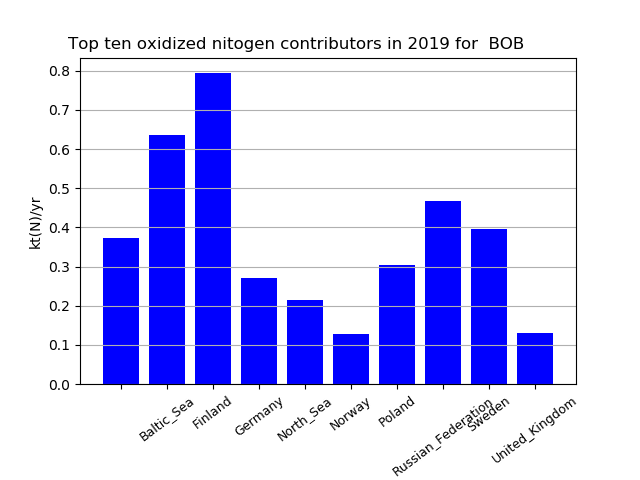 Top ten oxidized nitogen contributors in 2019 for  BOB
kt(N)/yr
0.8
0.7
0.6
0.5
0.4
0.3
0.2
0.1
0.0
Baltic_Sea
Finland
Germany
North_Sea
Norway
Poland
Russian_Federation
Sweden
United_Kingdom